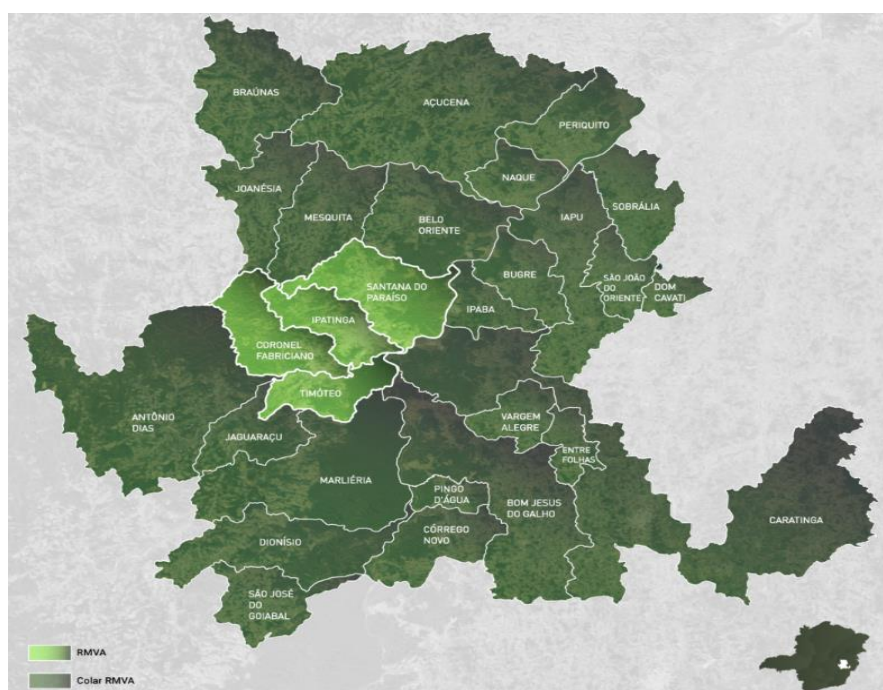 BRAÚNAS
AÇUCENA
PERIQUITO
NAQUE
JOANÉSIA
MESQUITA
BELO
ORIENTE
IAPU
SOBRÁLIA
SANTANA DO
PARAÍSO
BUGRE
SÃO JOÃO
DO
ORIENTE
DOM
CAVATI
IPATINGA
IPABA
CORONEL
FABRICIANO
TIMÓTEO
ANTÔNIO
DIAS
JAGUARAÇU
VARGEM
ALEGRE
ENTRE
FOLHAS
MARLIÉRIA
PINGO
D'ÁGUA
BOM JESUS
DO GALHO
CARATINGA
DIONÍSIO
CÓRREGO
NOVO
SÃO JOSÉ
DO
GOIABAL
RMVA
Colar RMVA